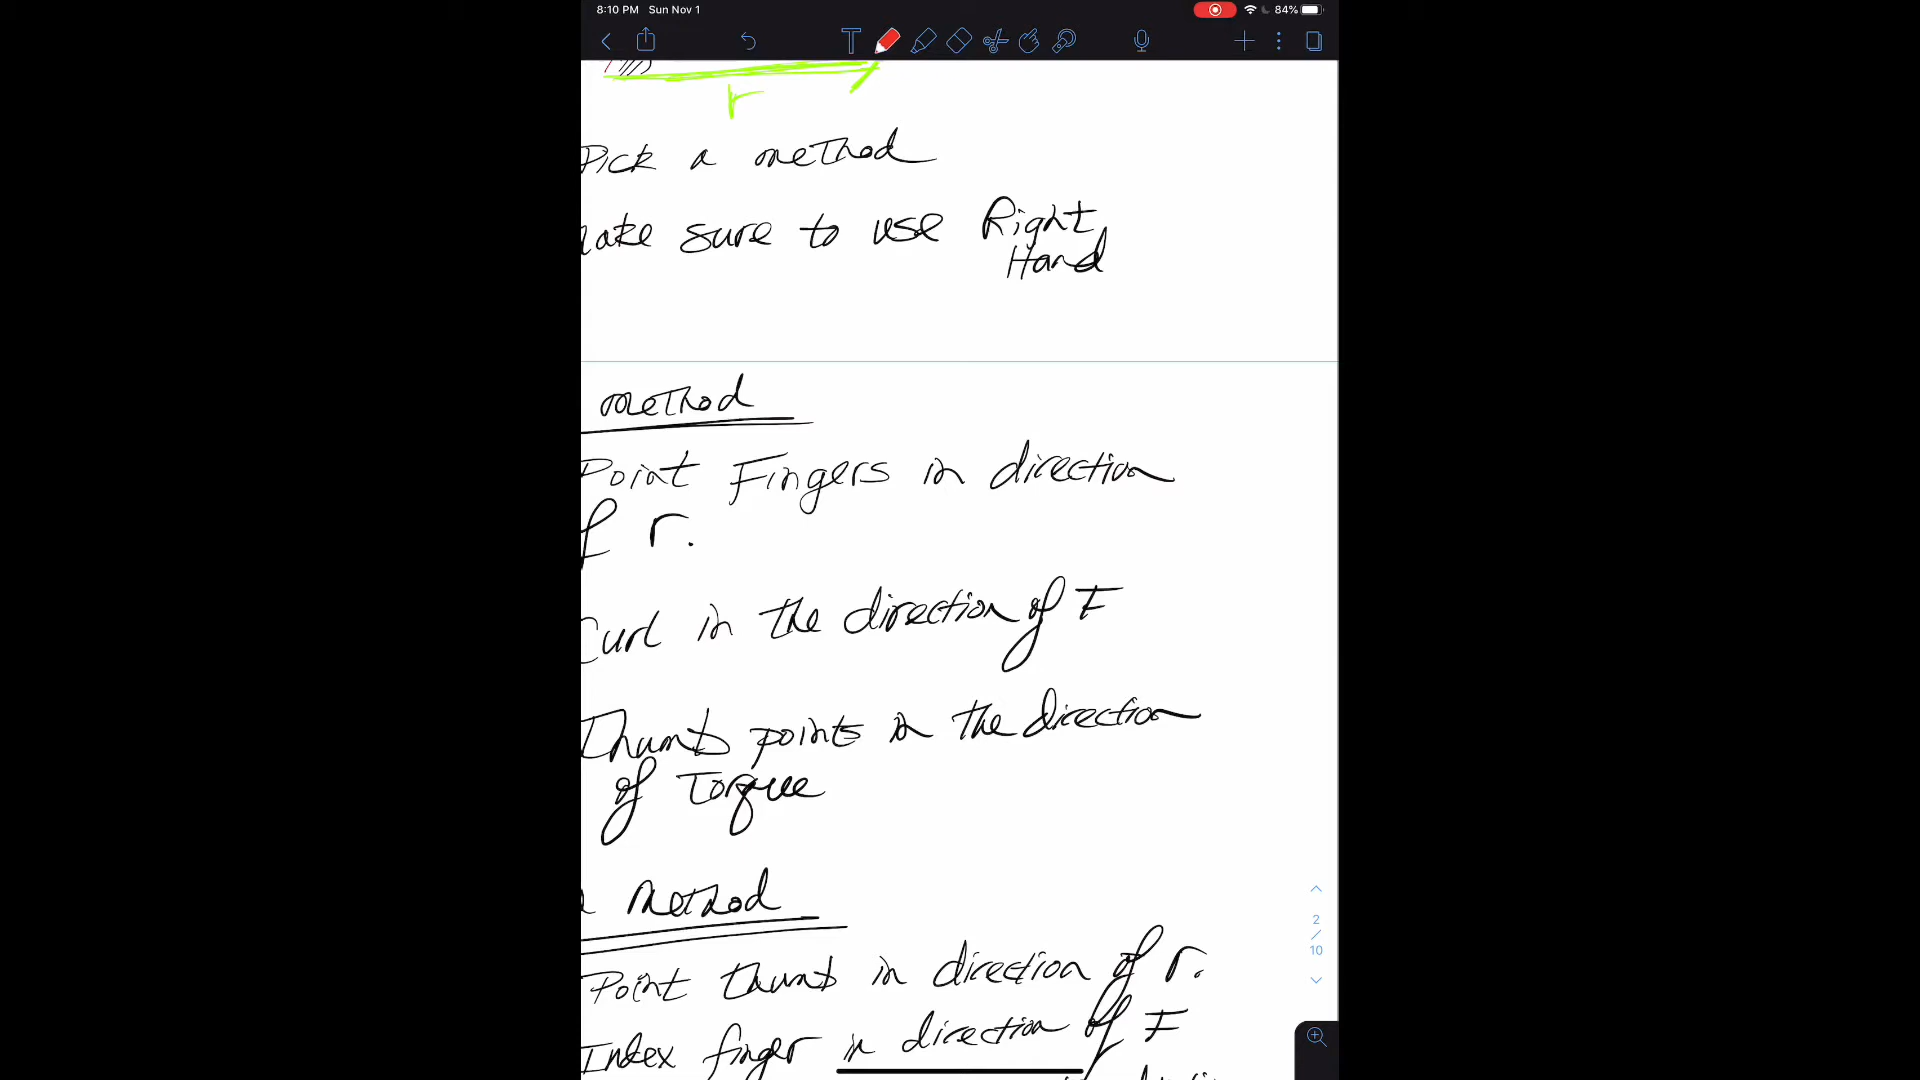 8:10 PM Sun Nov 1 84%
T
r
Pick a method
make sure to use Right
Hand
method
Point Fingers in direction
of r.
Curl in the direction of F
Thumb points in the direction
of Torque
method
Point thumb in direction of r.
Index finger in direction of F
2
/
10